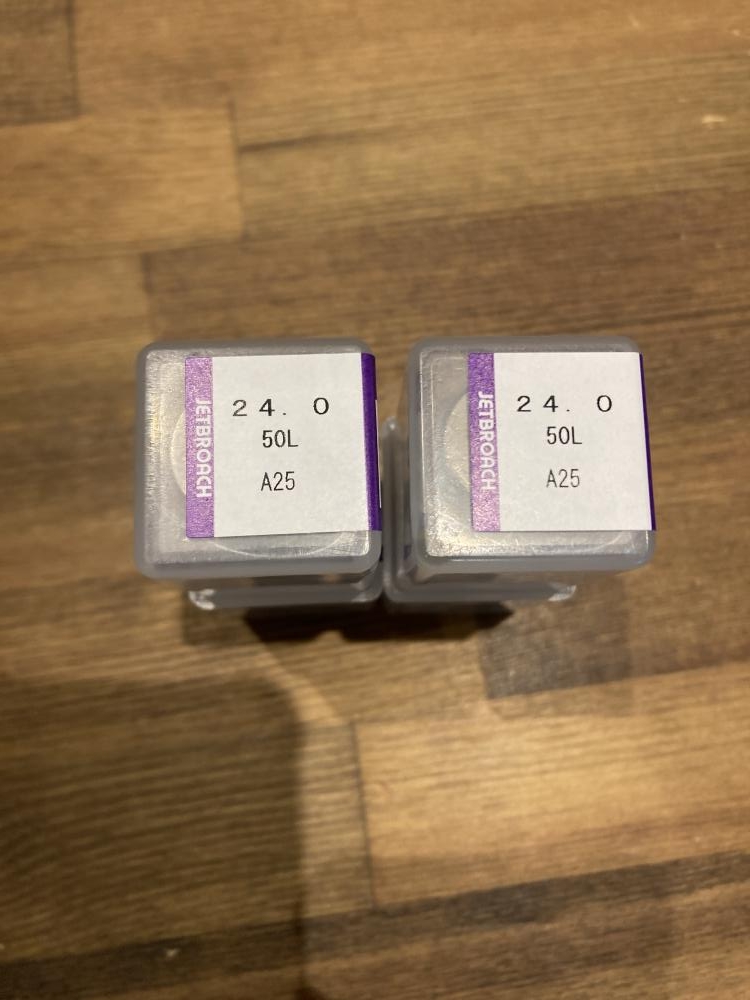 JETBROACH
24. 0
50L
A25
JETBROACH
24. 0
50L
A25